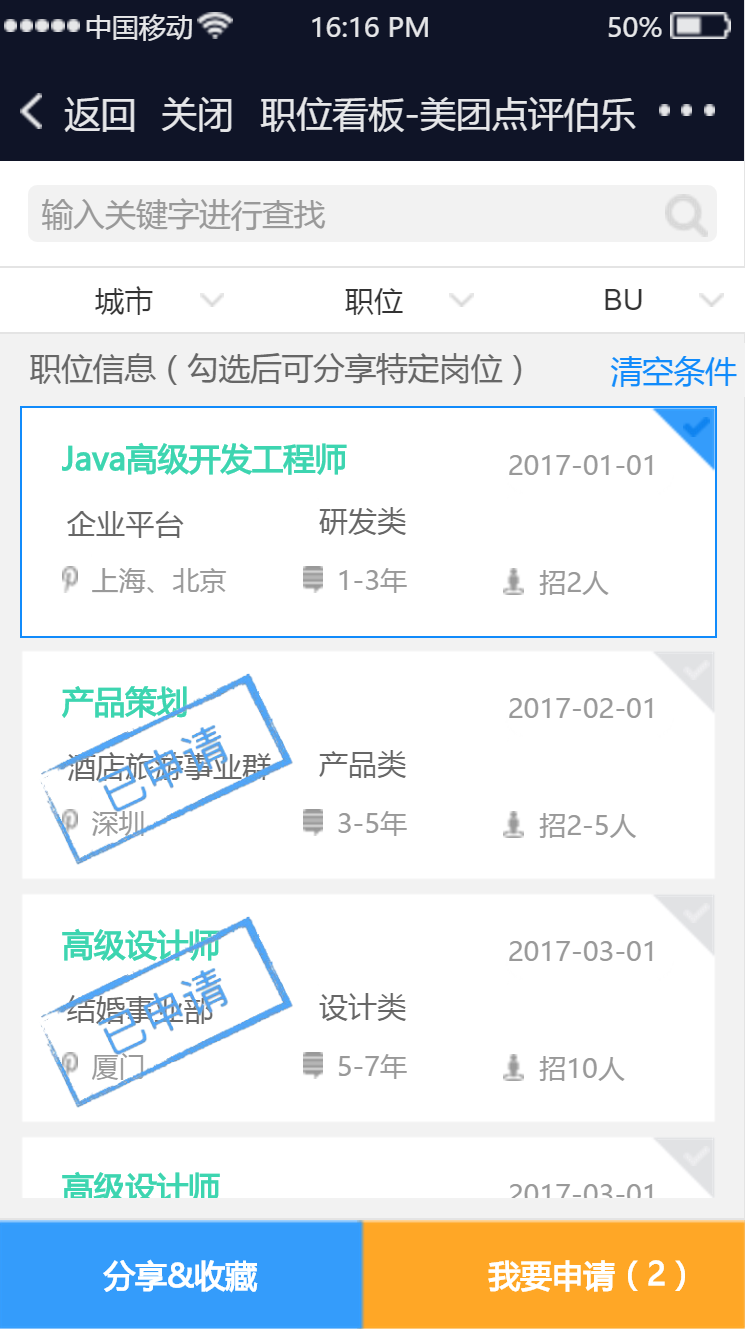 中国移动 16:16 PM 50%
返回 关闭 职位看板-美团点评伯乐
输入关键字进行查找
城市 职位 BU
职位信息（勾选后可分享特定岗位） 清空条件
Java高级开发工程师 2017-01-01
企业平台 研发类
上海、北京 1-3年 招2人
产品策划 2017-02-01
已申请
酒店旅游事业群 产品类
深圳 3-5年 招2-5人
高级设计师 2017-03-01
已申请
结婚事业部 设计类
厦门 5-7年 招10人
高级设计师 2017-03-01
分享&收藏 我要申请（2）